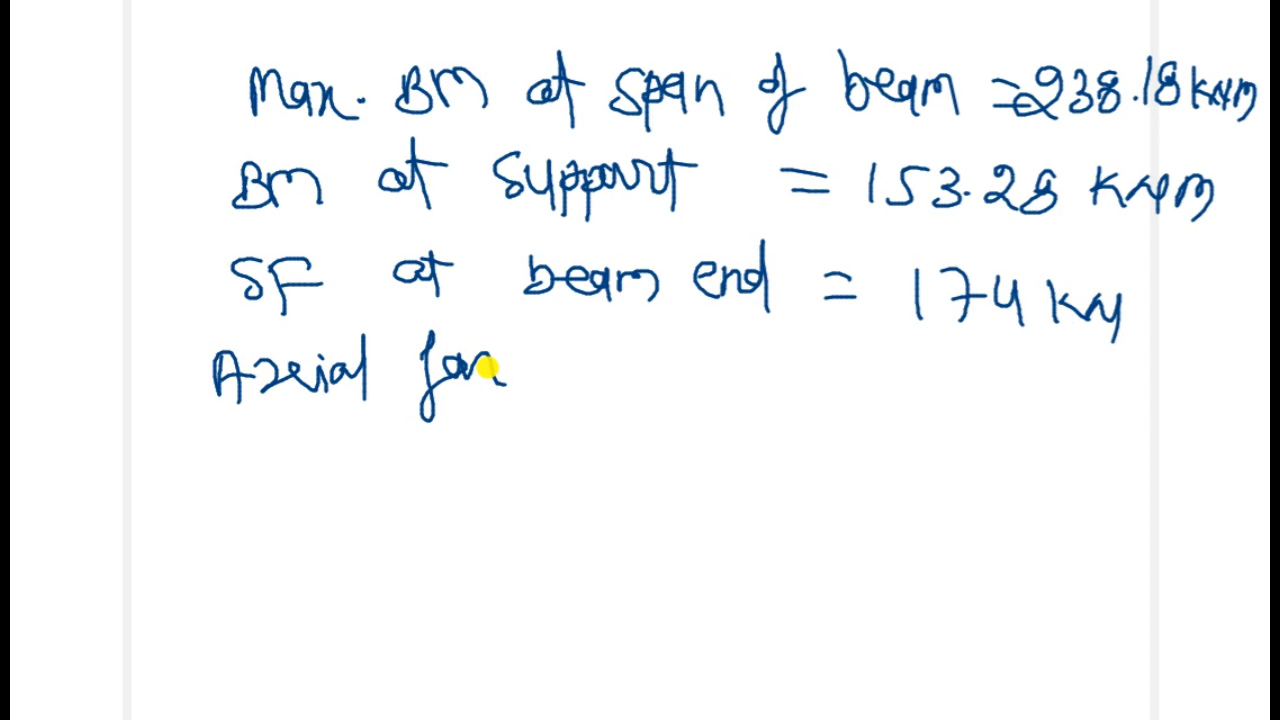 Max. BM at span of beam = 238.18 kNm
BM at support = 153.28 KNm
SF at beam end = 174 KN
Axial for